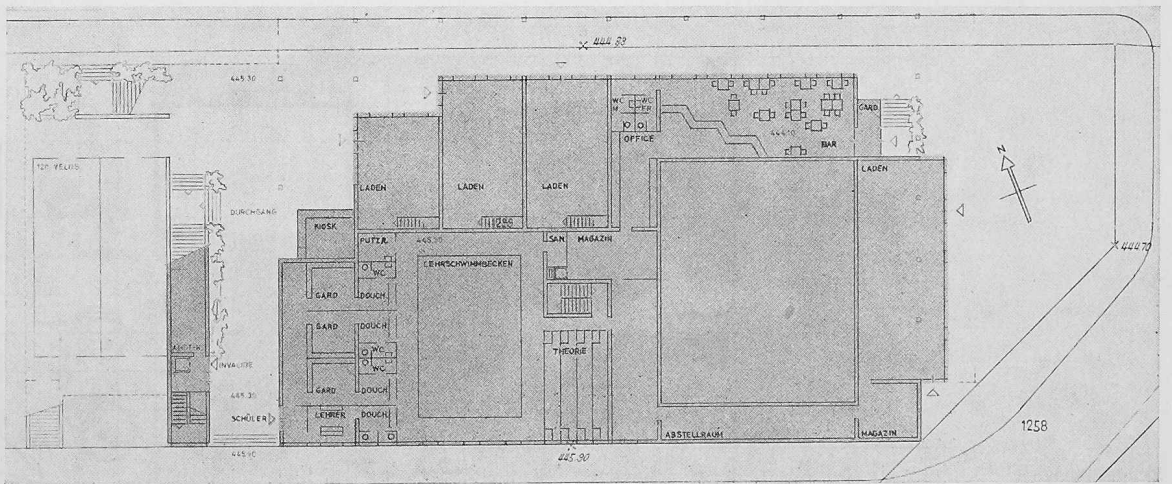 444.83
445.30
WC
M
WC
FR
GARD.
OFFICE
444.10
BAR
120 VELOS
LADEN
LADEN
LADEN
LADEN
DURCHGANG
KIOSK
PUTZR.
445.30
SAN.
MAGAZIN
444.70
WC
LEHRSCHWIMMBECKEN
GARD
DOUCH
GARD
DOUCH
WC
THEORIE
WC
INVALIDE
GARD
DOUCH
445.30
SCHÜLER
LEHRER
DOUCH
ABSTELLRAUM
MAGAZIN
1258
445.90
445.90
N